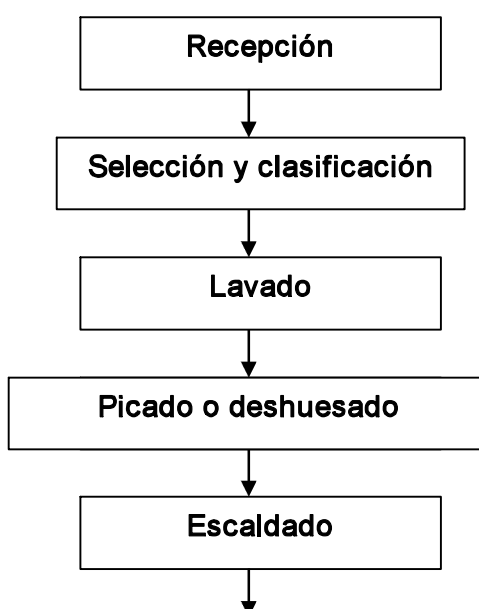 Recepción
Selección y clasificación
Lavado
Picado o deshuesado
Escaldado